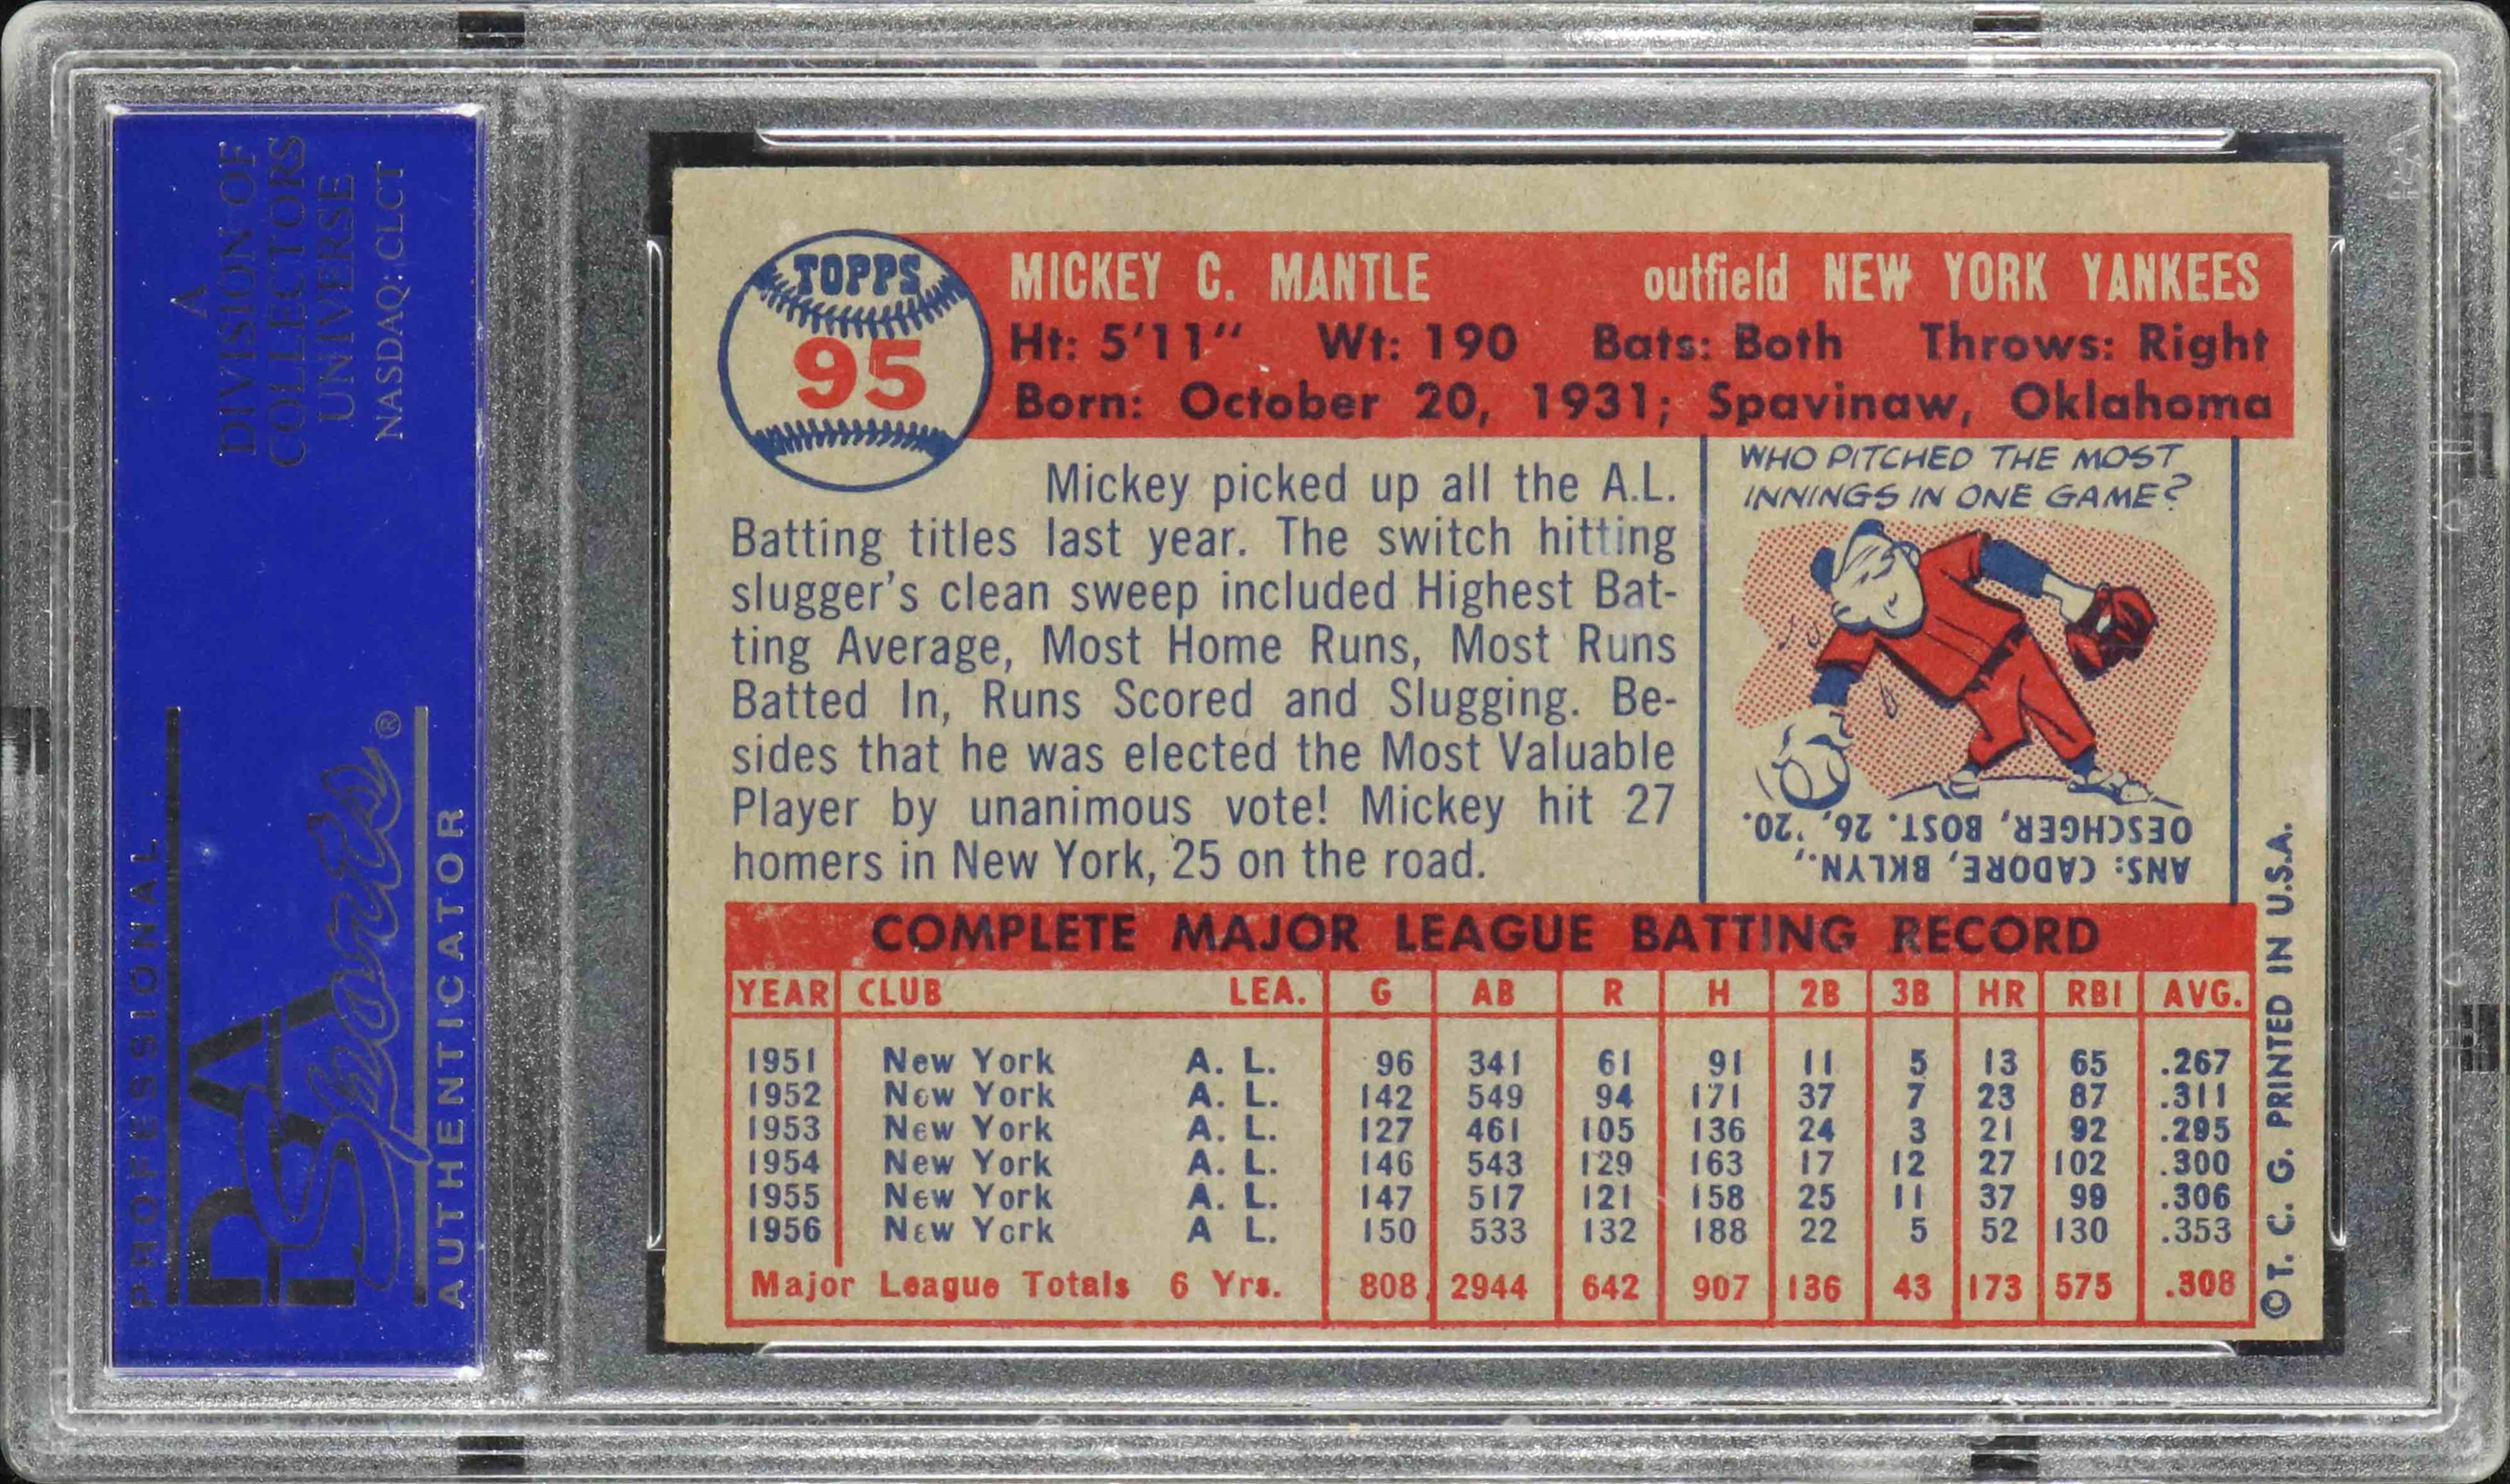 A
DIVISION OF
COLLECTORS
UNIVERSE
NASDAQ: CLCT
PROFESSIONAL
PSA
Sports®
AUTHENTICATOR
TOPPS
95
MICKEY C. MANTLE outfield NEW YORK YANKEES
Ht: 5'11" Wt: 190 Bats: Both Throws: Right
Born: October 20, 1931; Spavinaw, Oklahoma
Mickey picked up all the A.L.
Batting titles last year. The switch hitting
slugger's clean sweep included Highest Bat-
ting Average, Most Home Runs, Most Runs
Batted In, Runs Scored and Slugging. Be-
sides that he was elected the Most Valuable
Player by unanimous vote! Mickey hit 27
homers in New York, 25 on the road.
WHO PITCHED THE MOST
INNINGS IN ONE GAME?
ANS: CADORE, BKLYN.,
OESCHGER, BOST. 26, '20.
COMPLETE MAJOR LEAGUE BATTING RECORD
YEAR CLUB LEA. G AB R H 2B 3B HR RBI AVG.
1951 New York A. L. 96 341 61 91 11 5 13 65 .267
1952 New York A. L. 142 549 94 171 37 7 23 87 .311
1953 New York A. L. 127 461 105 136 24 3 21 92 .295
1954 New York A. L. 146 543 129 163 17 12 27 102 .300
1955 New York A. L. 147 517 121 158 25 11 37 99 .306
1956 New York A L. 150 533 132 188 22 5 52 130 .353
Major League Totals 6 Yrs. 808 2944 642 907 136 43 173 575 .308
© T. C. G. PRINTED IN U.S.A.